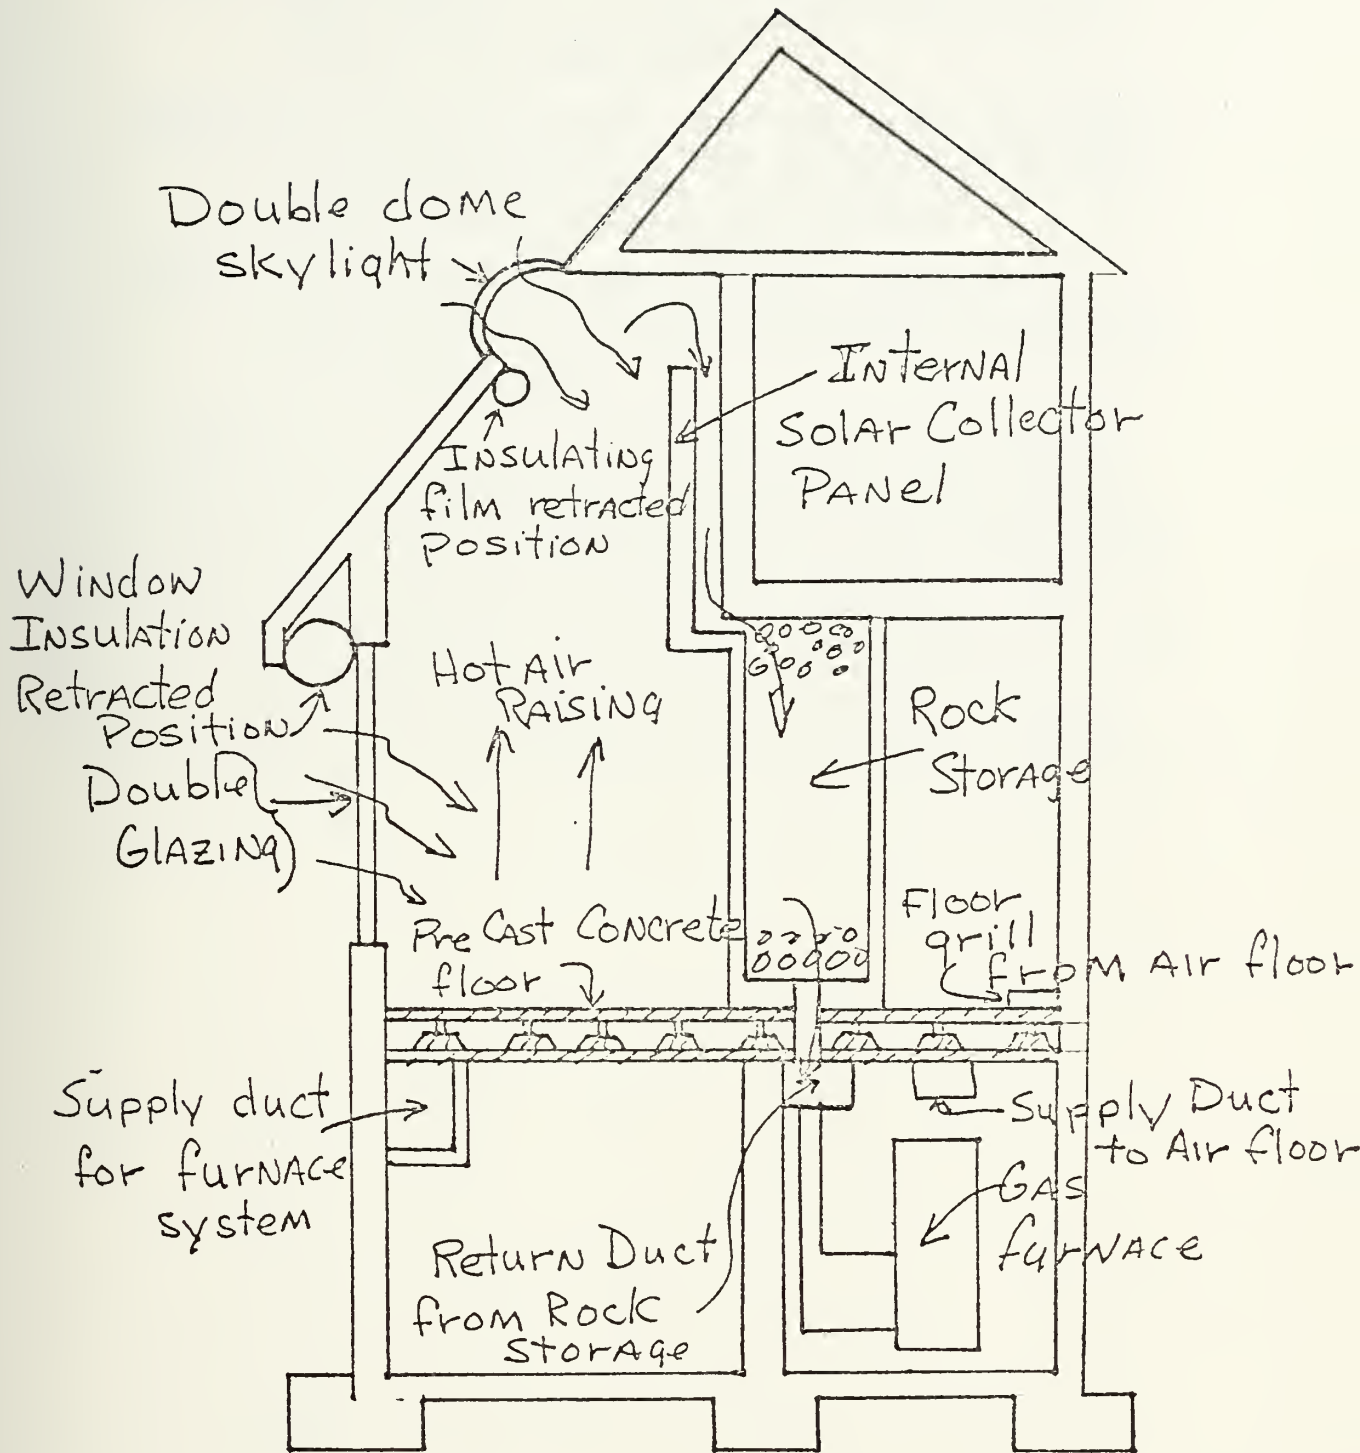 Double dome
skylight
Internal
Solar Collector
Panel
Insulating
film retracted
Position
Window
Insulation
Retracted
Position
Hot Air
Raising
Rock
Storage
Double
Glazing
Pre Cast Concrete
floor
Floor
grill
from Air floor
Supply duct
for furnace
system
Supply Duct
to Air floor
Gas
furnace
Return Duct
from Rock
Storage